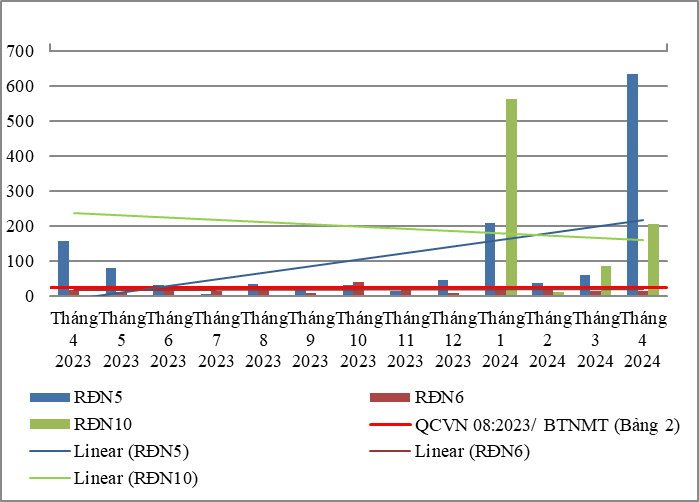 700
600
500
400
300
200
100
0
Tháng Tháng Tháng Tháng Tháng Tháng Tháng Tháng Tháng Tháng Tháng Tháng Tháng
4 5 6 7 8 9 10 11 12 1 2 3 4
2023 2023 2023 2023 2023 2023 2023 2023 2023 2024 2024 2024 2024
RĐN5 RĐN6
RĐN10 QCVN 08:2023/ BTNMT (Bảng 2)
Linear (RĐN5) Linear (RĐN6)
Linear (RĐN10)